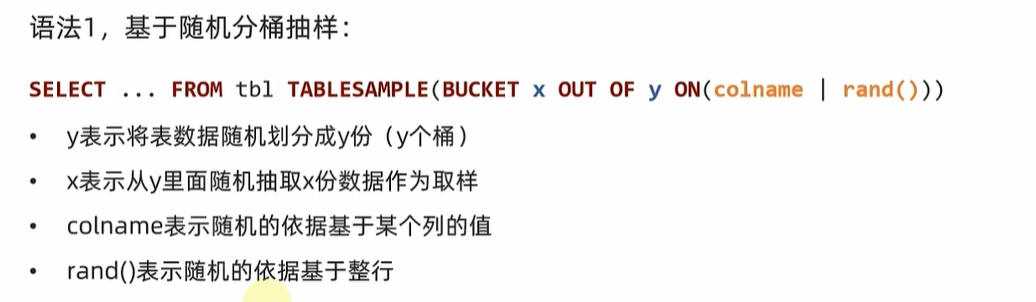 语法1，基于随机分桶抽样：
SELECT ... FROM tbl TABLESAMPLE(BUCKET x OUT OF y ON(colname | rand()))
• y表示将表数据随机划分成y份（y个桶）
• x表示从y里面随机抽取x份数据作为取样
• colname表示随机的依据基于某个列的值
• rand()表示随机的依据基于整行